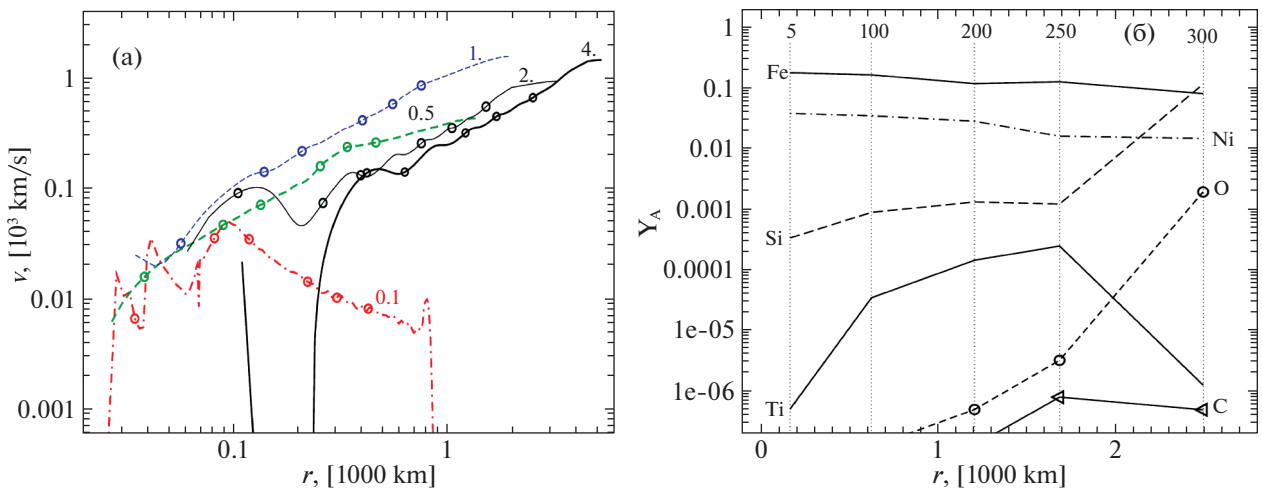 (а)
1.
4.
2.
0.5
0.1
1
0.1
0.01
0.001
v, [10³ km/s]
0.1
1
r, [1000 km]
5
100
200
250
(б)
300
1
0.1
0.01
0.001
0.0001
1e-05
1e-06
Y_A
Fe
Ni
O
Si
Ti
C
0
1
2
r, [1000 km]